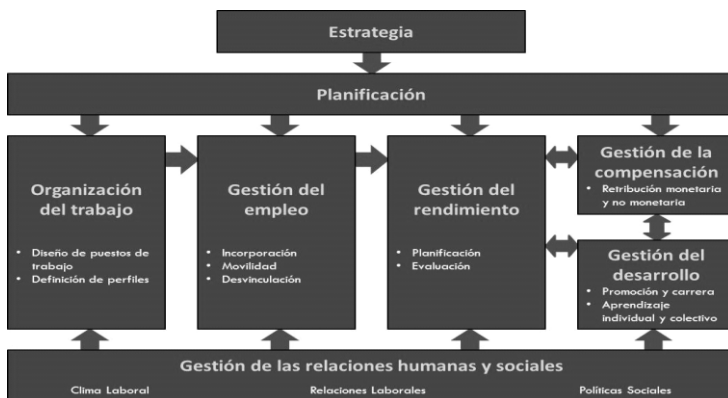 Estrategia
Planificación
Organización
del trabajo
• Diseño de puestos de
trabajo
• Definición de perfiles
Gestión del
empleo
• Incorporación
• Movilidad
• Desvinculación
Gestión del
rendimiento
• Planificación
• Evaluación
Gestión de la
compensación
• Retribución monetaria
y no monetaria
Gestión del
desarrollo
• Promoción y carrera
• Aprendizaje
individual y colectivo
Gestión de las relaciones humanas y sociales
Clima Laboral
Relaciones Laborales
Políticas Sociales